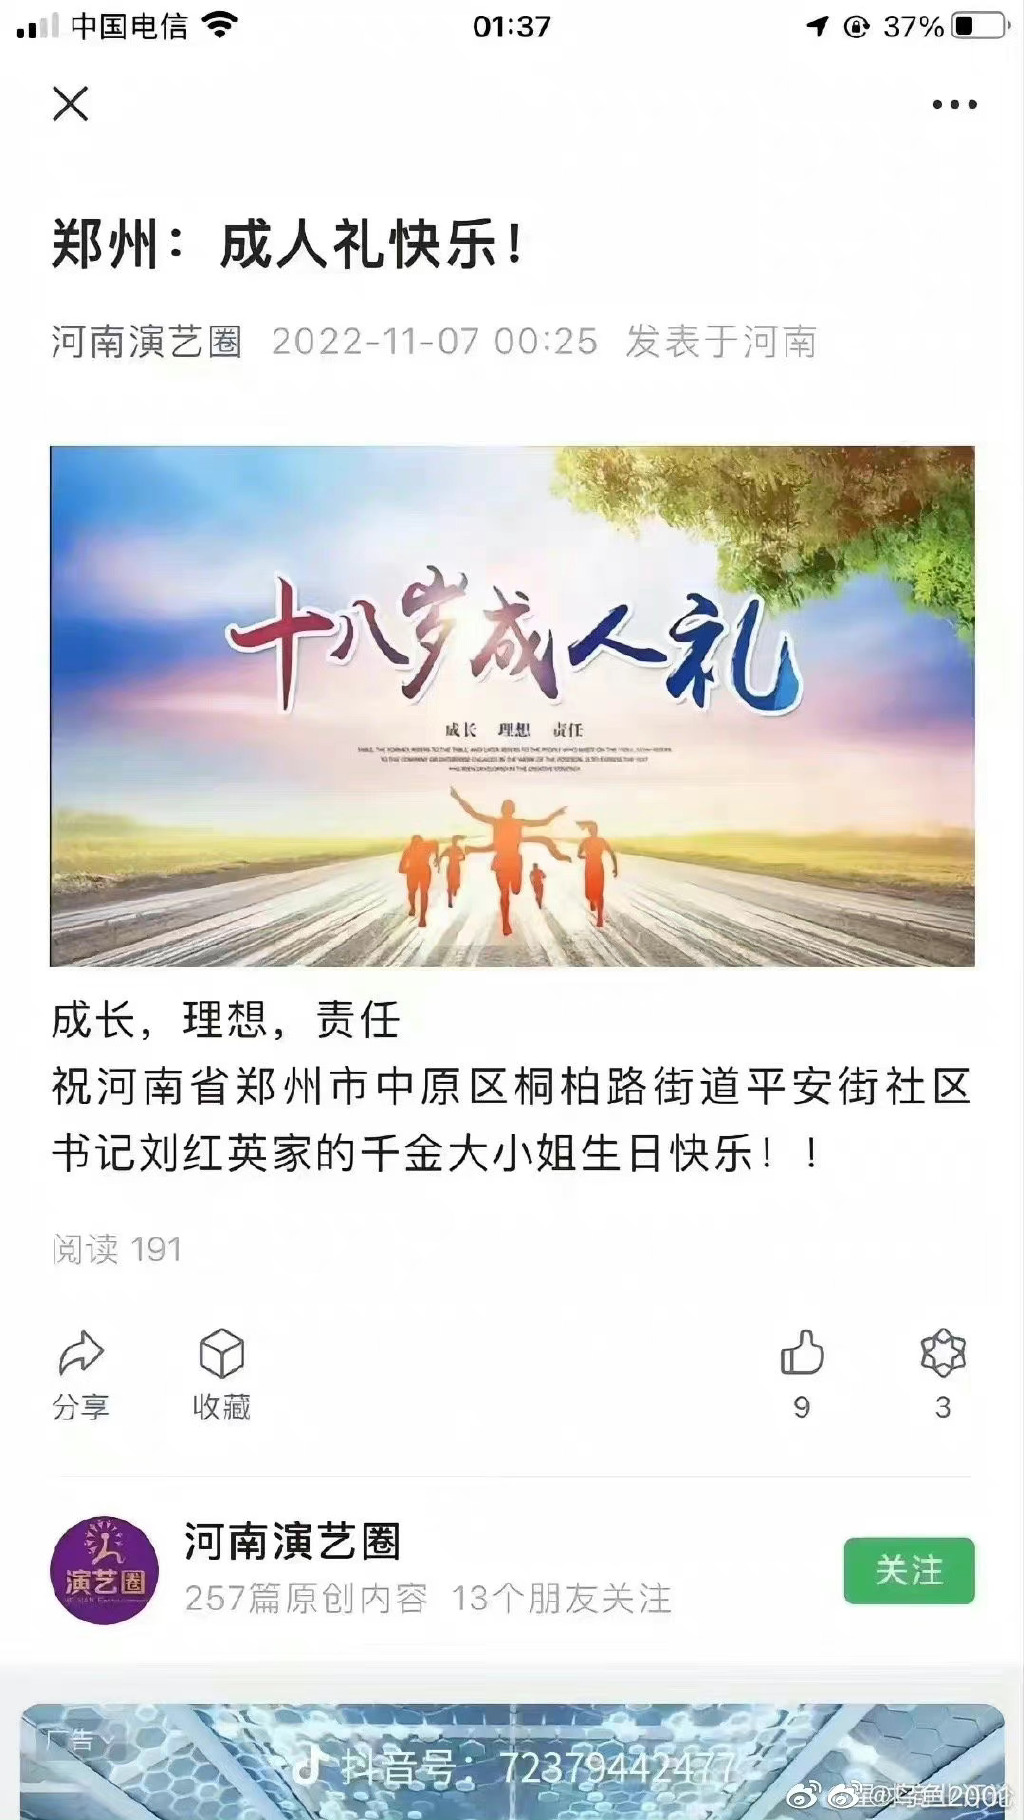 中国电信
01:37
37%
郑州：成人礼快乐！
河南演艺圈 2022-11-07 00:25 发表于河南
十八岁成人礼
成长 理想 责任
成长，理想，责任
祝河南省郑州市中原区桐柏路街道平安街社区
书记刘红英家的千金大小姐生日快乐！！
阅读 191
分享
收藏
9
3
演艺圈
河南演艺圈
257篇原创内容 13个朋友关注
关注
广告
抖音号：72379442477